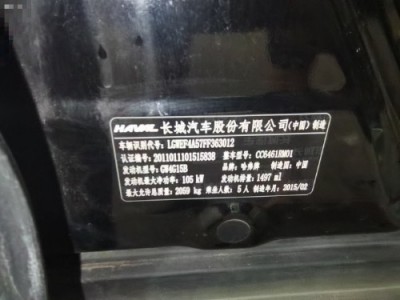 HAVAL 长城汽车股份有限公司(中国) 制造
车辆识别代号: LGWEF4A57FF363012
认证编号: 2011011101515838 整车型号: CC6461RM01
发动机型号: GW4G15B 品牌: 哈弗牌 制造国: 中国
发动机最大净功率: 105 kW 发动机排量: 1497 ml
最大允许总质量: 2059 kg 乘坐人数: 5 人 制造年月: 2015/02